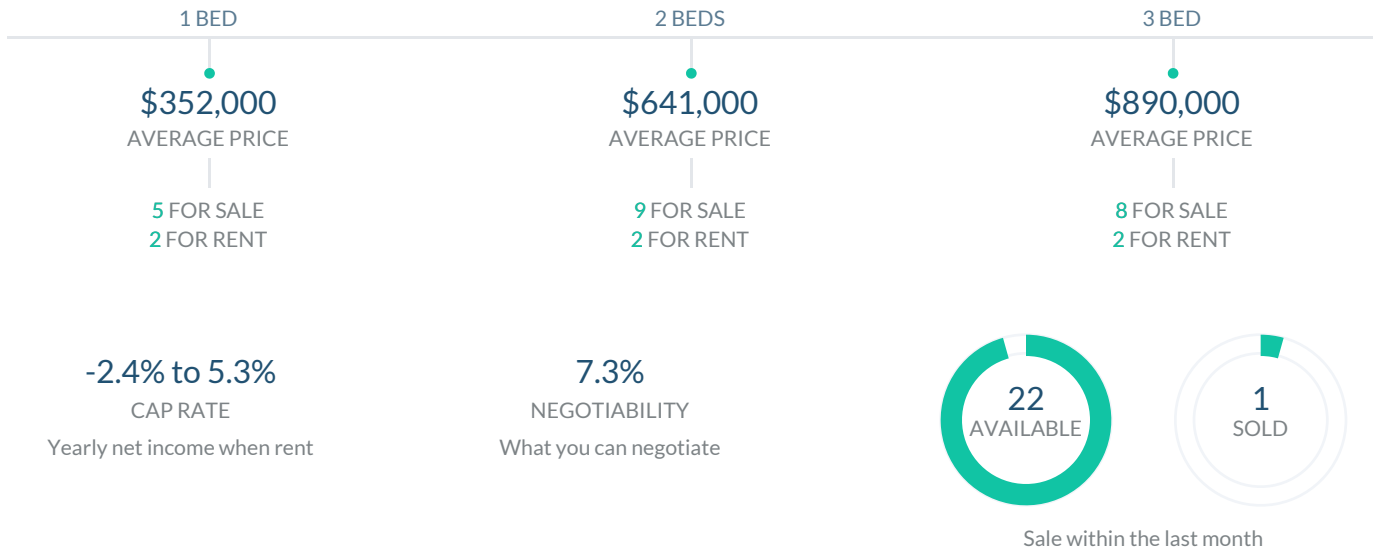 1 BED
2 BEDS
3 BED
$352,000
AVERAGE PRICE
5 FOR SALE
2 FOR RENT
$641,000
AVERAGE PRICE
9 FOR SALE
2 FOR RENT
$890,000
AVERAGE PRICE
8 FOR SALE
2 FOR RENT
-2.4% to 5.3%
CAP RATE
Yearly net income when rent
7.3%
NEGOTIABILITY
What you can negotiate
22
AVAILABLE
1
SOLD
Sale within the last month